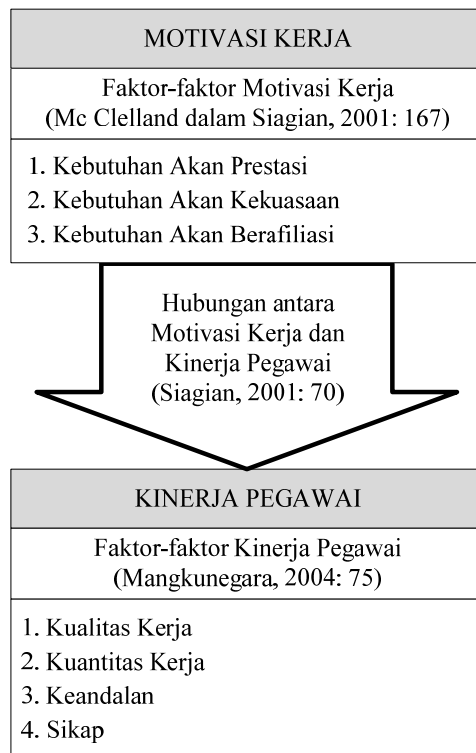 MOTIVASI KERJA
Faktor-faktor Motivasi Kerja
(Mc Clelland dalam Siagian, 2001: 167)
1. Kebutuhan Akan Prestasi
2. Kebutuhan Akan Kekuasaan
3. Kebutuhan Akan Berafiliasi
Hubungan antara
Motivasi Kerja dan
Kinerja Pegawai
(Siagian, 2001: 70)
KINERJA PEGAWAI
Faktor-faktor Kinerja Pegawai
(Mangkunegara, 2004: 75)
1. Kualitas Kerja
2. Kuantitas Kerja
3. Keandalan
4. Sikap